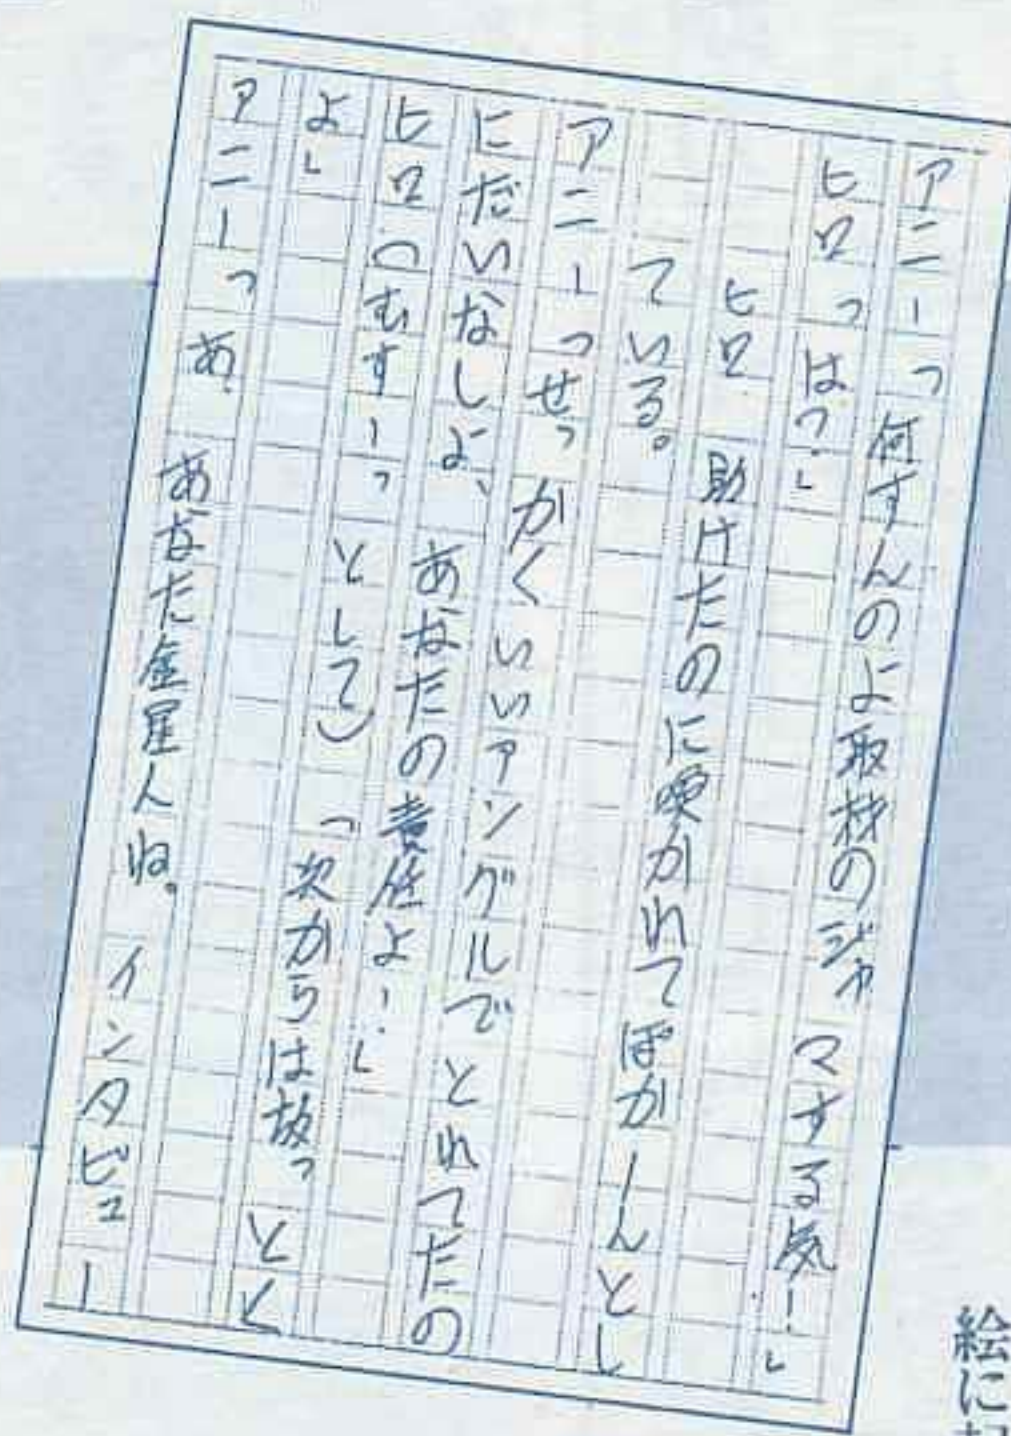 アニー「何すんのよ取材のジャマする気!」
ヒロ「は?」
ヒロ 助けたのに喚かれてぽかーんとし
ている。
アニー「せっかくいいアングルでとれてたの
にだいなしよ、あなたの責任よ!」
ヒロ(むすーっとして)「次からは放っとく
よ」
アニー「あ、あなた金星人ね。インタビュー
絵に